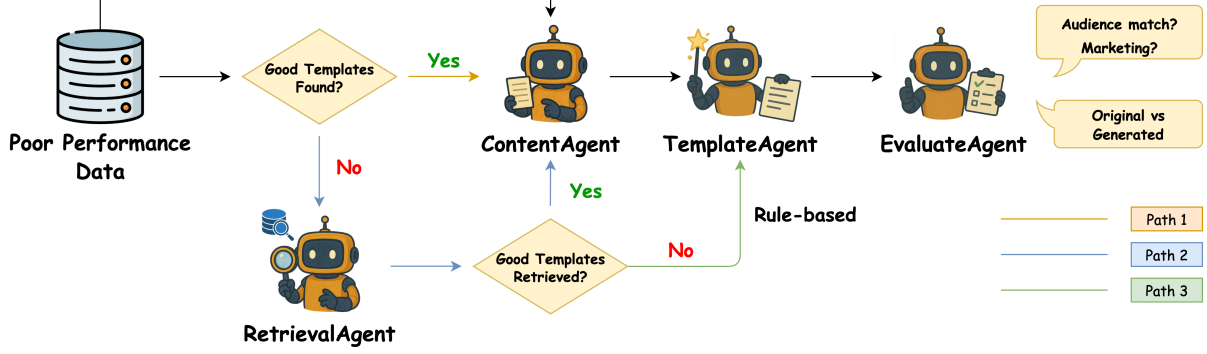 Poor Performance
Data
Good Templates
Found?
Yes
No
ContentAgent
TemplateAgent
EvaluateAgent
Audience match?
Marketing?
Original vs
Generated
RetrievalAgent
Good Templates
Retrieved?
Yes
No
Rule-based
Path 1
Path 2
Path 3